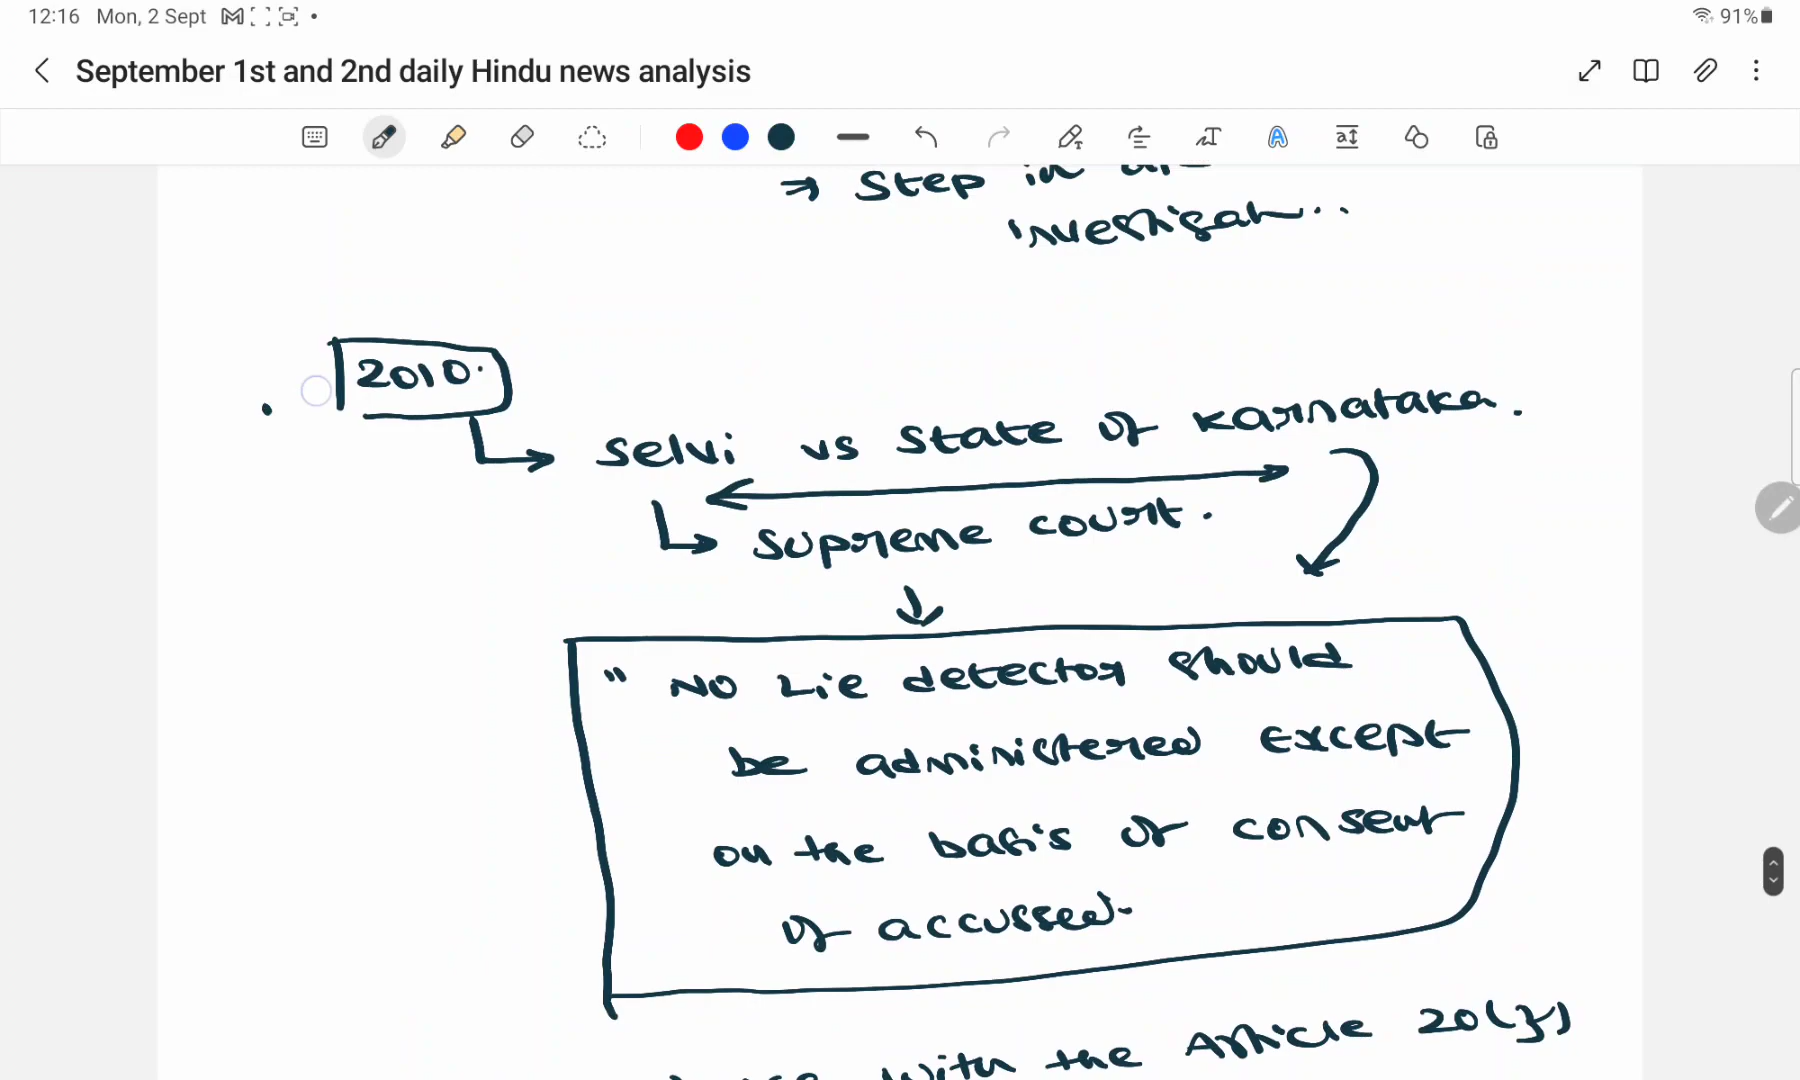 12:16 Mon, 2 Sept
91%
September 1st and 2nd daily Hindu news analysis
⇒ Step in
investigat..
2010.
Selvi vs State of Karnataka.
Supreme court.
" NO Lie detector should
be administered except
on the basis of consent
of accussed.
with the Article 20(3)